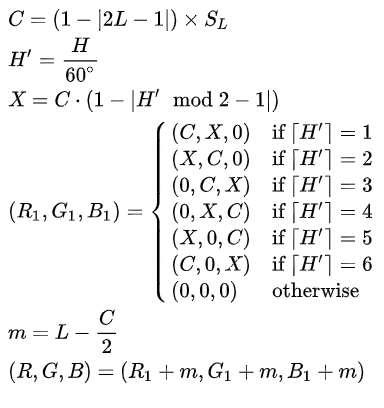 C = (1 − |2L − 1|) × S_L
H′ = H / 60°
X = C · (1 − |H′ mod 2 − 1|)
(R₁, G₁, B₁) = {
(C, X, 0) if ⌈H′⌉ = 1
(X, C, 0) if ⌈H′⌉ = 2
(0, C, X) if ⌈H′⌉ = 3
(0, X, C) if ⌈H′⌉ = 4
(X, 0, C) if ⌈H′⌉ = 5
(C, 0, X) if ⌈H′⌉ = 6
(0, 0, 0) otherwise
m = L − C / 2
(R, G, B) = (R₁ + m, G₁ + m, B₁ + m)